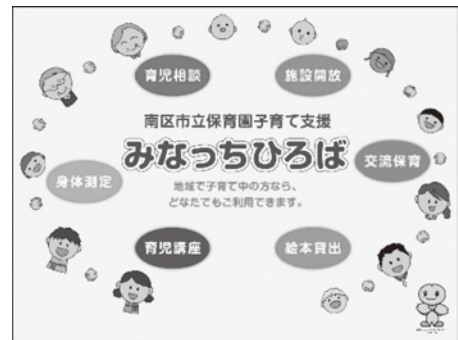 育児相談
施設開放
南区市立保育園子育て支援
みなっちひろば
身体測定
交流保育
地域で子育て中の方なら、
どなたでもご利用できます。
育児講座
絵本貸出